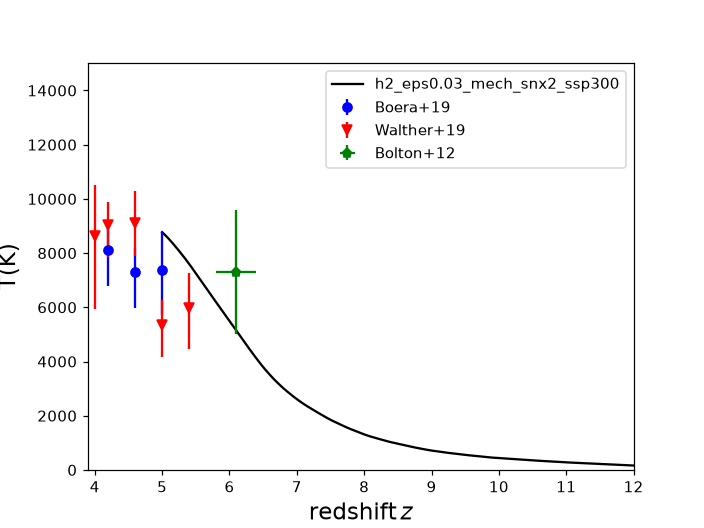 14000
12000
10000
8000
6000
4000
2000
0
T(K)
h2_eps0.03_mech_snx2_ssp300
Boera+19
Walther+19
Bolton+12
4 5 6 7 8 9 10 11 12
redshift z